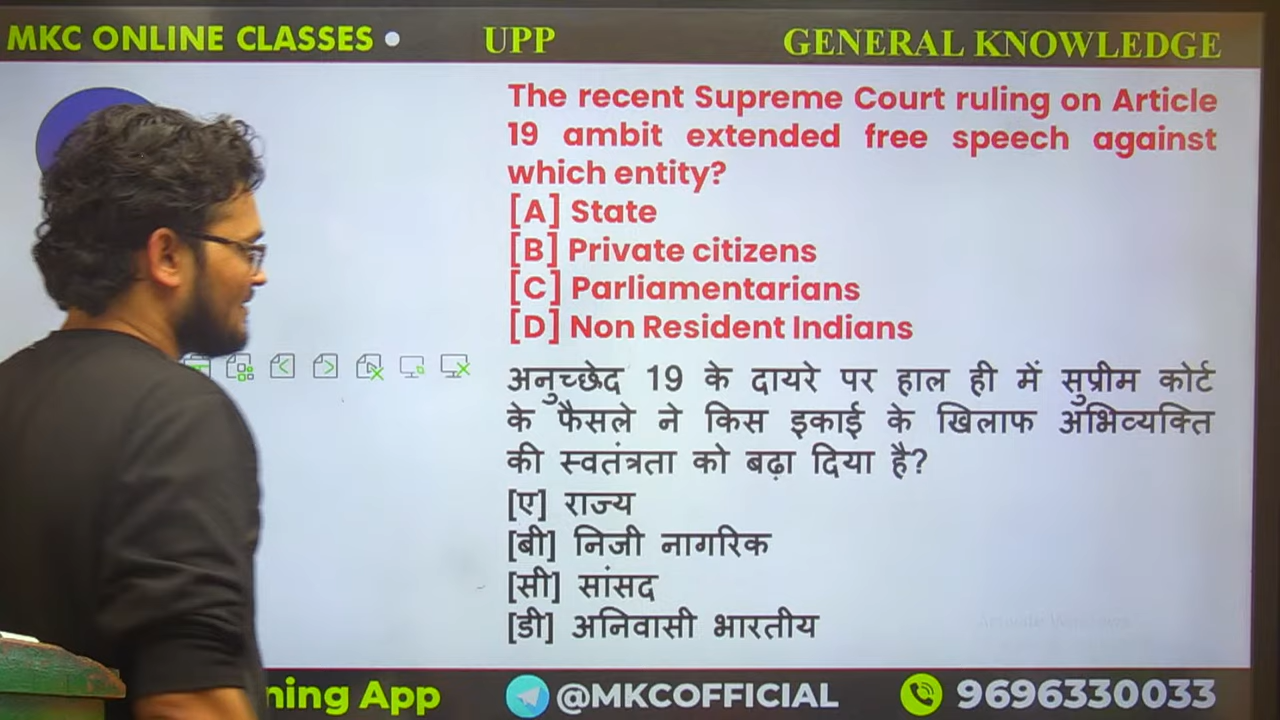 MKC ONLINE CLASSES
UPP
GENERAL KNOWLEDGE
The recent Supreme Court ruling on Article
19 ambit extended free speech against
which entity?
[A] State
[B] Private citizens
[C] Parliamentarians
[D] Non Resident Indians
अनुच्छेद 19 के दायरे पर हाल ही में सुप्रीम कोर्ट
के फैसले ने किस इकाई के खिलाफ अभिव्यक्ति
की स्वतंत्रता को बढ़ा दिया है?
[ए] राज्य
[बी] निजी नागरिक
[सी] सांसद
[डी] अनिवासी भारतीय
App
@MKCOFFICIAL
9696330033